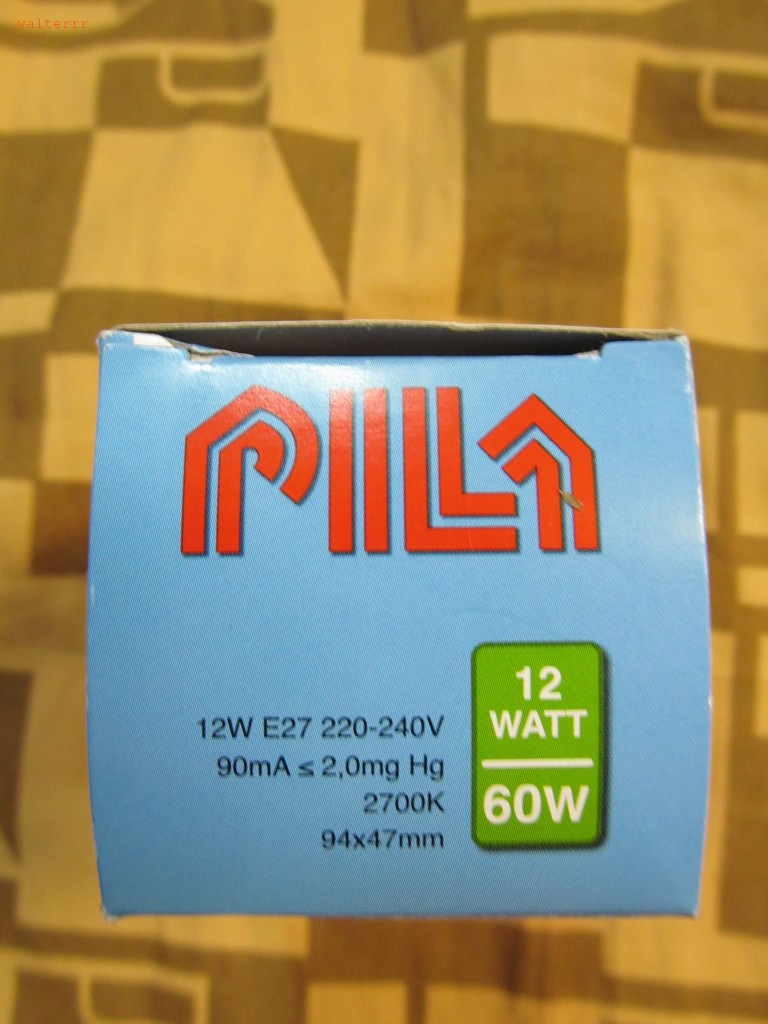 walterrr
PILA
12W E27 220-240V
90mA ≤ 2,0mg Hg
2700K
94x47mm
12
WATT
60W